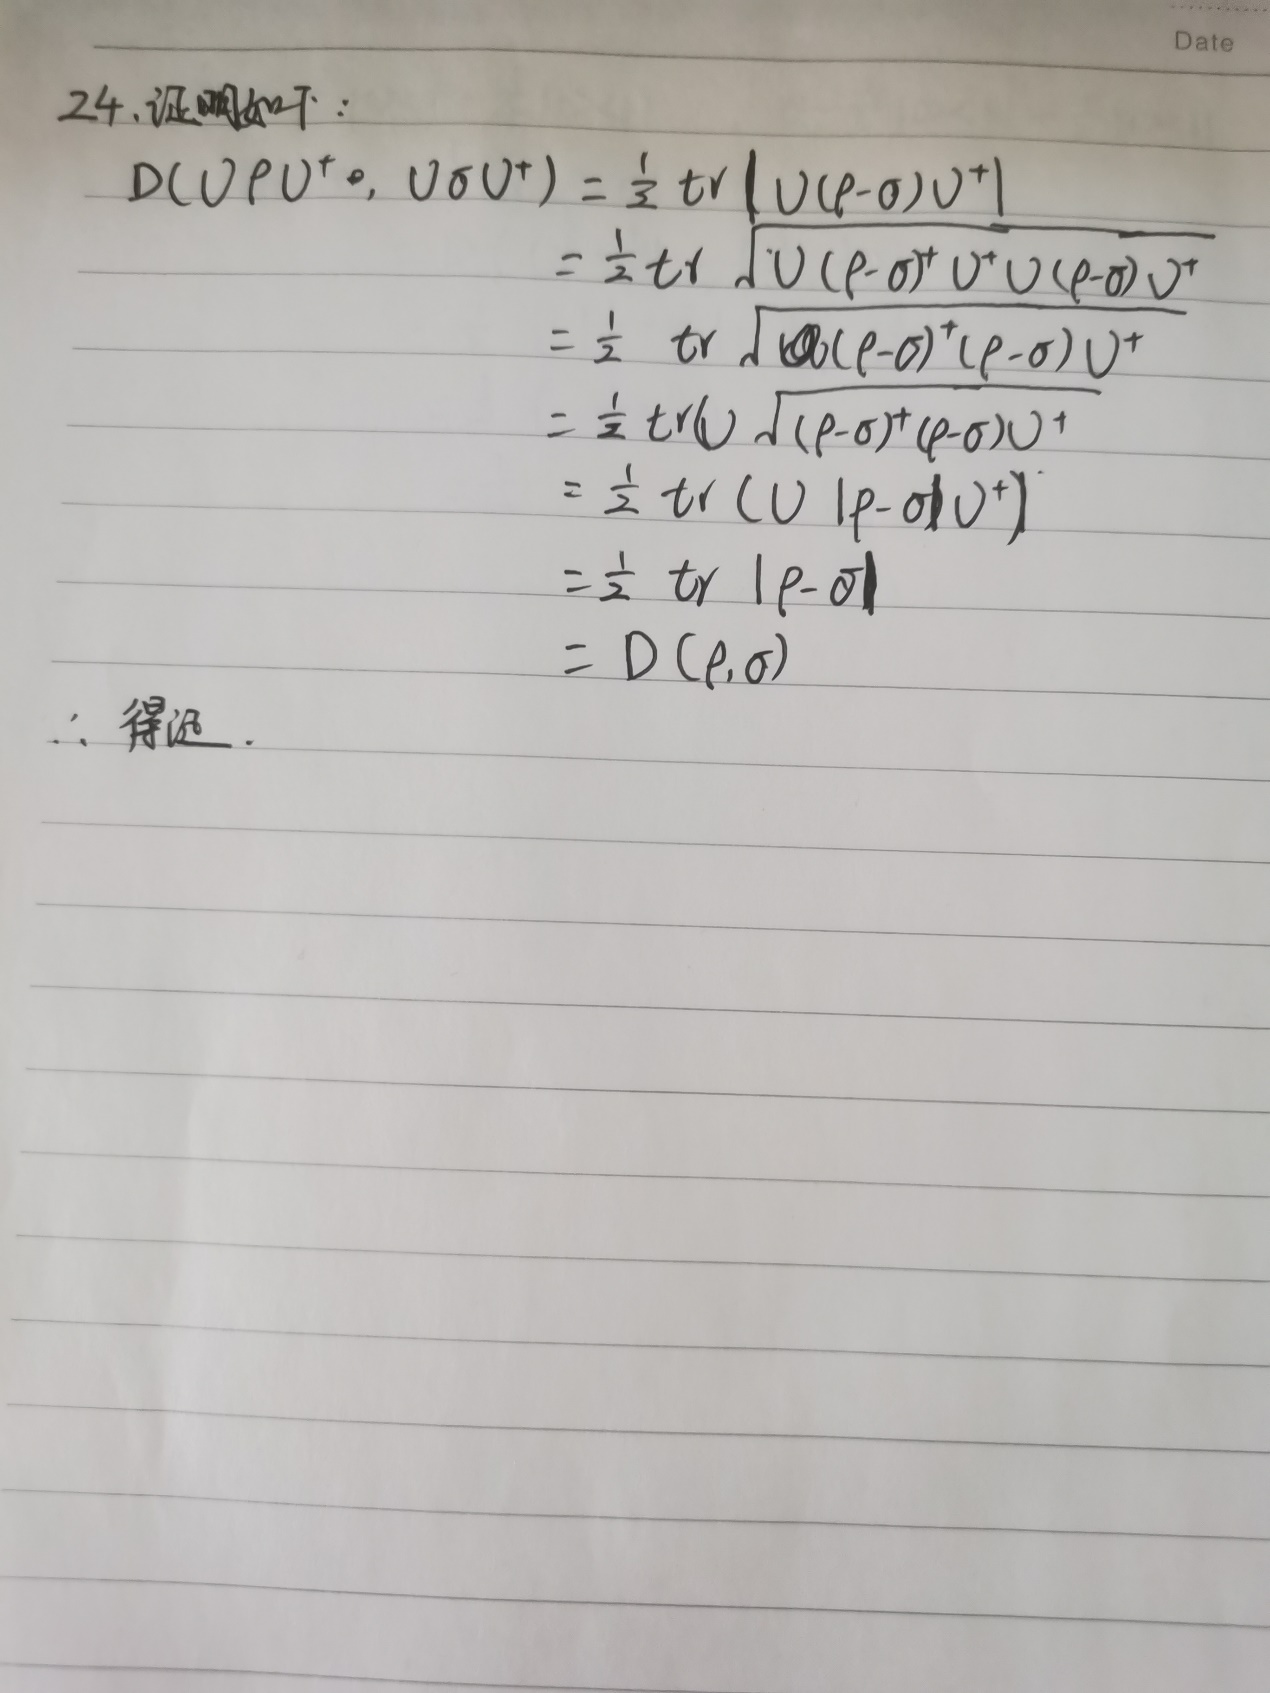 Date
24.证明如下:
D(UρU⁺, UσU⁺) = 1/2 tr|U(ρ-σ)U⁺|
= 1/2 tr √(U(ρ-σ)⁺U⁺U(ρ-σ)U⁺)
= 1/2 tr √(U(ρ-σ)⁺(ρ-σ)U⁺)
= 1/2 tr(U √((ρ-σ)⁺(ρ-σ)U⁺)
= 1/2 tr(U|ρ-σ|U⁺)
= 1/2 tr|ρ-σ|
= D(ρ,σ)
∴ 得证.